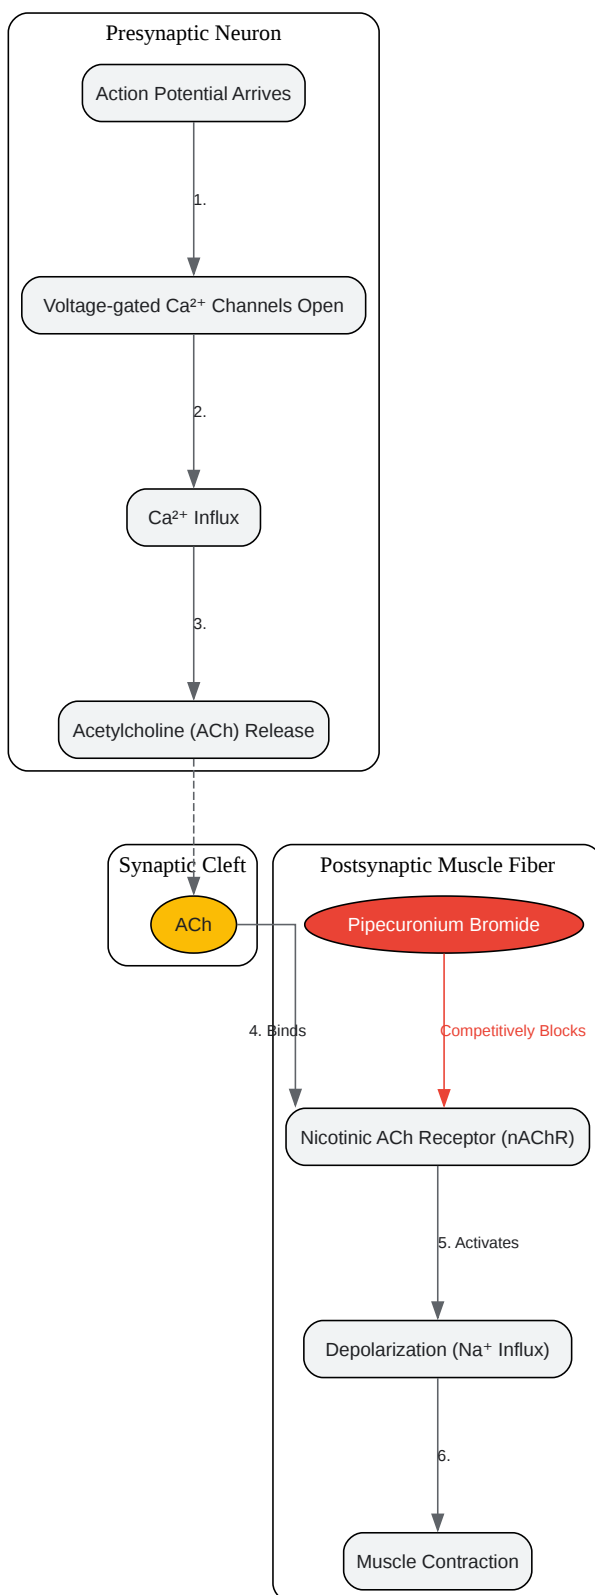 Presynaptic Neuron
Action Potential Arrives
1.
Voltage-gated Ca²⁺ Channels Open
2.
Ca²⁺ Influx
3.
Acetylcholine (ACh) Release
Synaptic Cleft
ACh
Postsynaptic Muscle Fiber
Pipecuronium Bromide
4. Binds
Competitively Blocks
Nicotinic ACh Receptor (nAChR)
5. Activates
Depolarization (Na⁺ Influx)
6.
Muscle Contraction